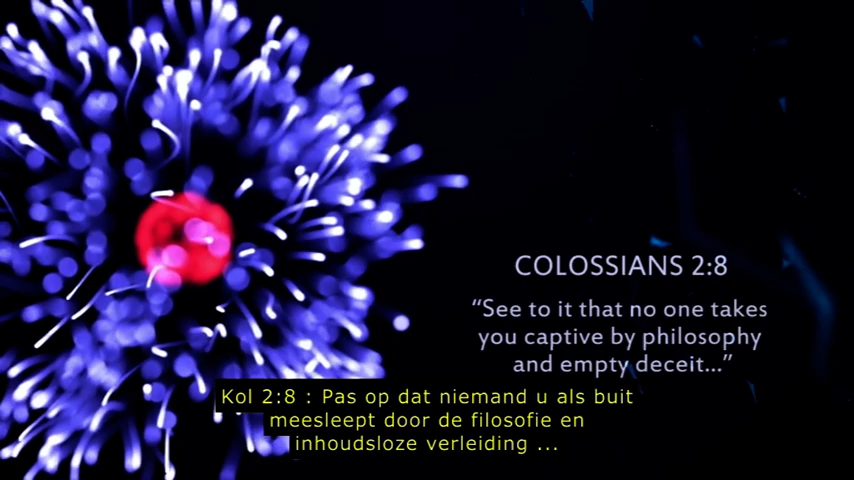 COLOSSIANS 2:8
“See to it that no one takes
you captive by philosophy
and empty deceit...”
Kol 2:8 : Pas op dat niemand u als buit
meesleept door de filosofie en
inhoudsloze verleiding ...